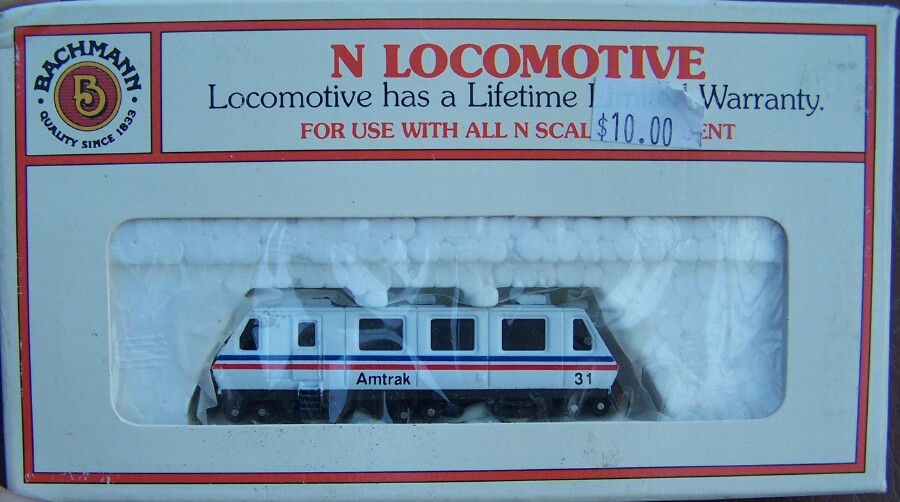 BACHMANN
B
QUALITY SINCE 1833
N LOCOMOTIVE
Locomotive has a Lifetime Limited Warranty.
FOR USE WITH ALL N SCAL ENT
$10.00
Amtrak 31